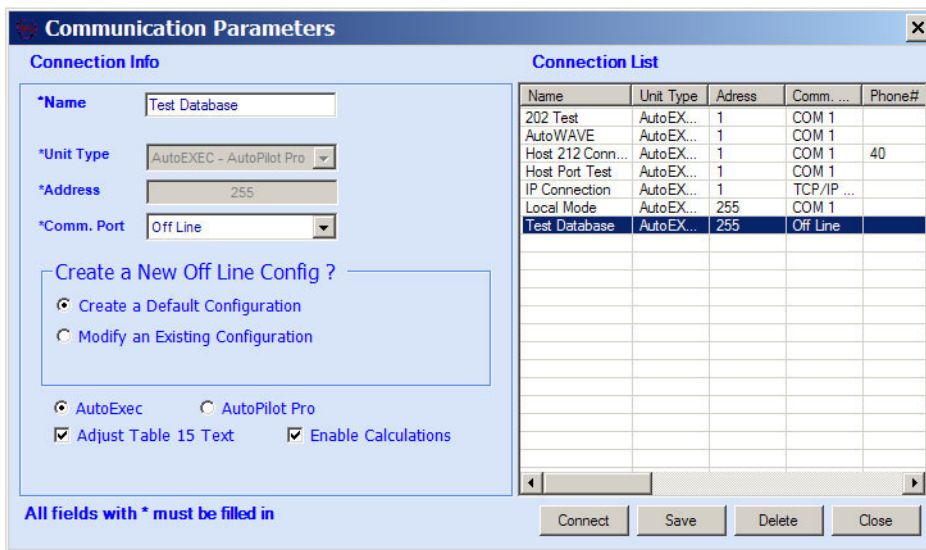 Communication Parameters
Connection Info
*Name Test Database
*Unit Type AutoEXEC - AutoPilot Pro
*Address 255
*Comm. Port Off Line
Create a New Off Line Config ?
Create a Default Configuration
Modify an Existing Configuration
AutoExec AutoPilot Pro
Adjust Table 15 Text Enable Calculations
All fields with * must be filled in
Connection List
Name Unit Type Adress Comm. ... Phone#
202 Test AutoEX... 1 COM 1
AutoWAVE AutoEX... 1 COM 1
Host 212 Conn... AutoEX... 1 COM 1 40
Host Port Test AutoEX... 1 COM 1
IP Connection AutoEX... 1 TCP/IP ...
Local Mode AutoEX... 255 COM 1
Test Database AutoEX... 255 Off Line
Connect Save Delete Close